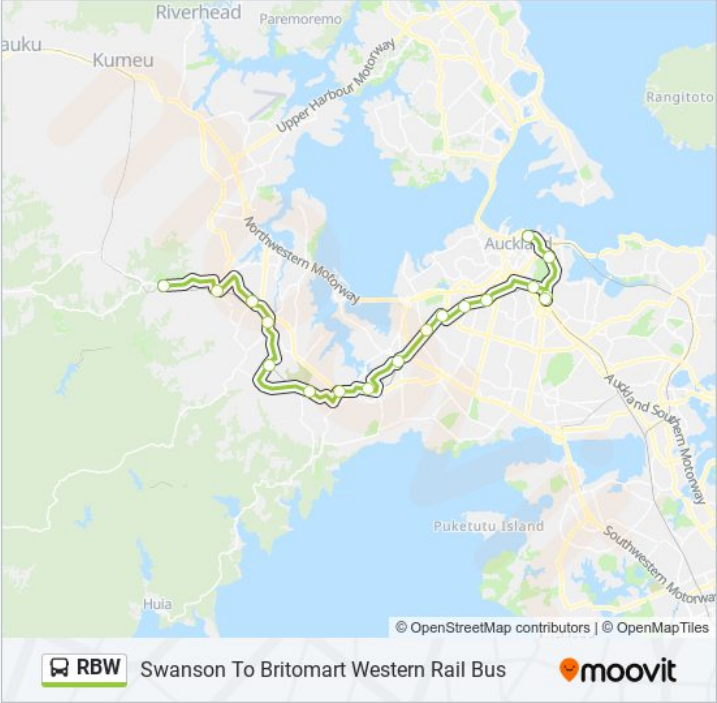 Riverhead
Paremoremo
auku
Kumeu
Upper Harbour Motorway
Rangitoto
Northwestern Motorway
Auckland
Auckland Southern Motorway
Puketutu Island
Southwestern Motorway
Huia
© OpenStreetMap contributors | © OpenMapTiles
RBW
Swanson To Britomart Western Rail Bus
moovit